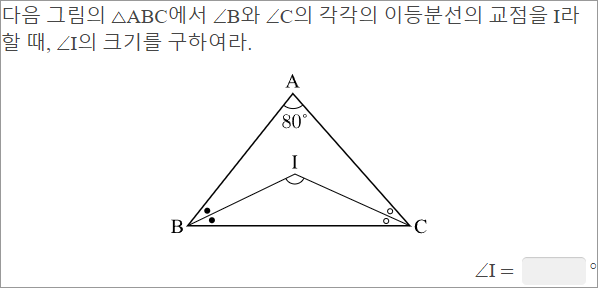 다음 그림의 △ABC에서 ∠B와 ∠C의 각각의 이등분선의 교점을 I라
할 때, ∠I의 크기를 구하여라.
A
80°
I
B
C
∠I = °